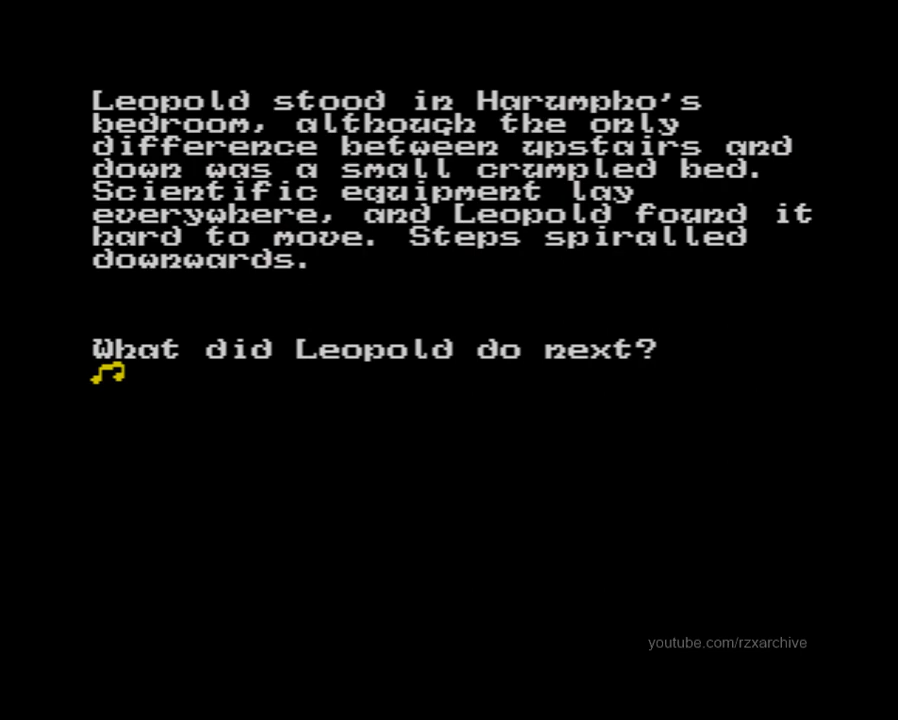 Leopold stood in Harumpho's
bedroom, although the only
difference between upstairs and
down was a small crumpled bed.
Scientific equipment lay
everywhere, and Leopold found it
hard to move. Steps spiralled
downwards.
What did Leopold do next?
youtube.com/rzxarchive